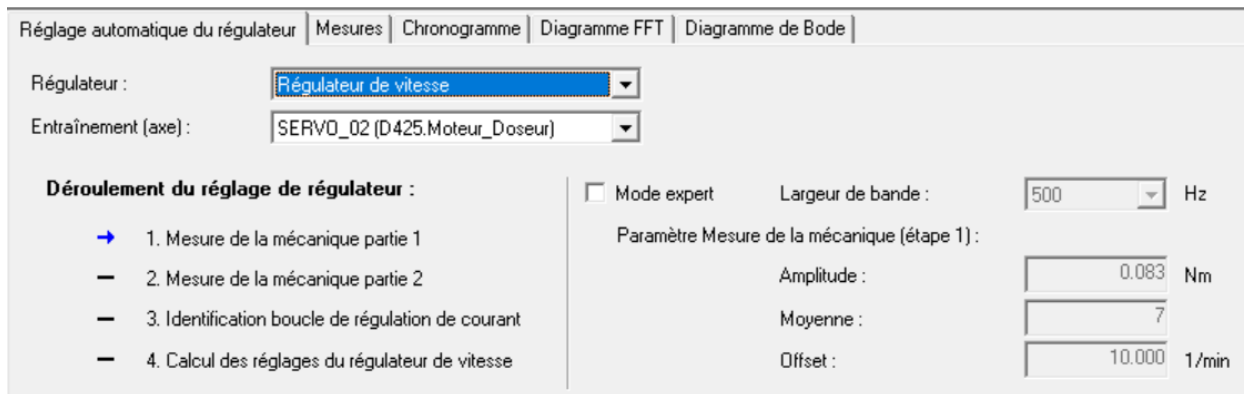 Réglage automatique du régulateur Mesures Chronogramme Diagramme FFT Diagramme de Bode
Régulateur : Régulateur de vitesse
Entraînement (axe) : SERVO_02 (D425.Moteur_Doseur)
Déroulement du réglage de régulateur :
1. Mesure de la mécanique partie 1
2. Mesure de la mécanique partie 2
3. Identification boucle de régulation de courant
4. Calcul des réglages du régulateur de vitesse
Mode expert Largeur de bande : 500 Hz
Paramètre Mesure de la mécanique (étape 1) :
Amplitude : 0.083 Nm
Moyenne : 7
Offset : 10.000 1/min